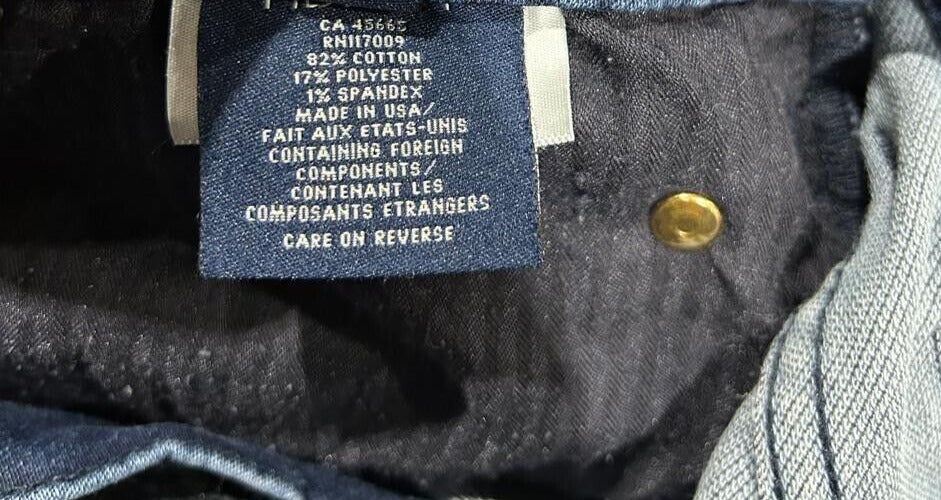 CA 45665
RN117009
82% COTTON
17% POLYESTER
1% SPANDEX
MADE IN USA/
FAIT AUX ETATS-UNIS
CONTAINING FOREIGN
COMPONENTS/
CONTENANT LES
COMPOSANTS ETRANGERS
CARE ON REVERSE